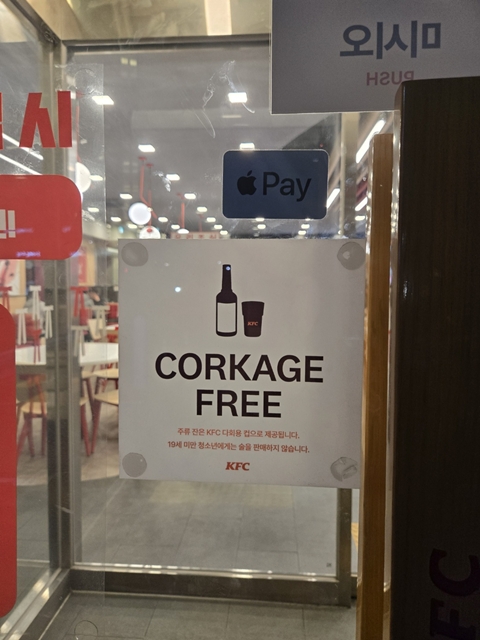 미시오
PUSH
Pay
KFC
CORKAGE
FREE
주류 잔은 KFC 다회용 컵으로 제공됩니다.
19세 미만 청소년에게는 술을 판매하지 않습니다.
KFC
KFC